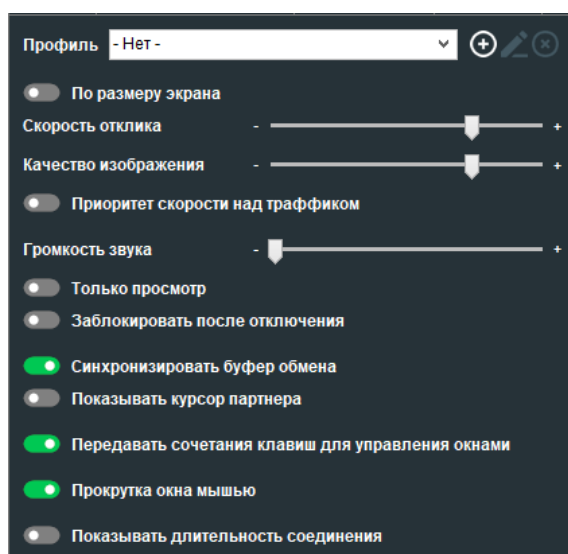 Профиль - Нет -
По размеру экрана
Скорость отклика - +
Качество изображения - +
Приоритет скорости над траффиком
Громкость звука - +
Только просмотр
Заблокировать после отключения
Синхронизировать буфер обмена
Показывать курсор партнера
Передавать сочетания клавиш для управления окнами
Прокрутка окна мышью
Показывать длительность соединения